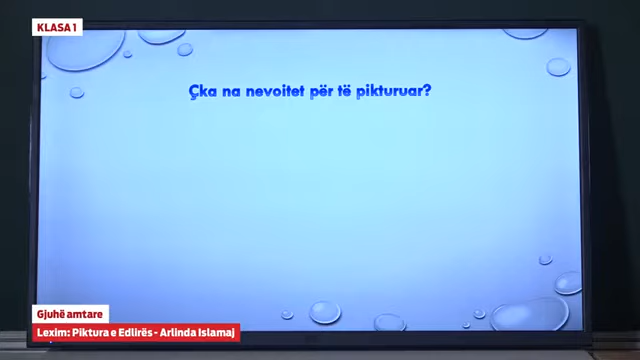 KLASA 1
Çka na nevoitet për të pikturuar?
Gjuhë amtare
Lexim: Piktura e Edlirës - Arlinda Islamaj